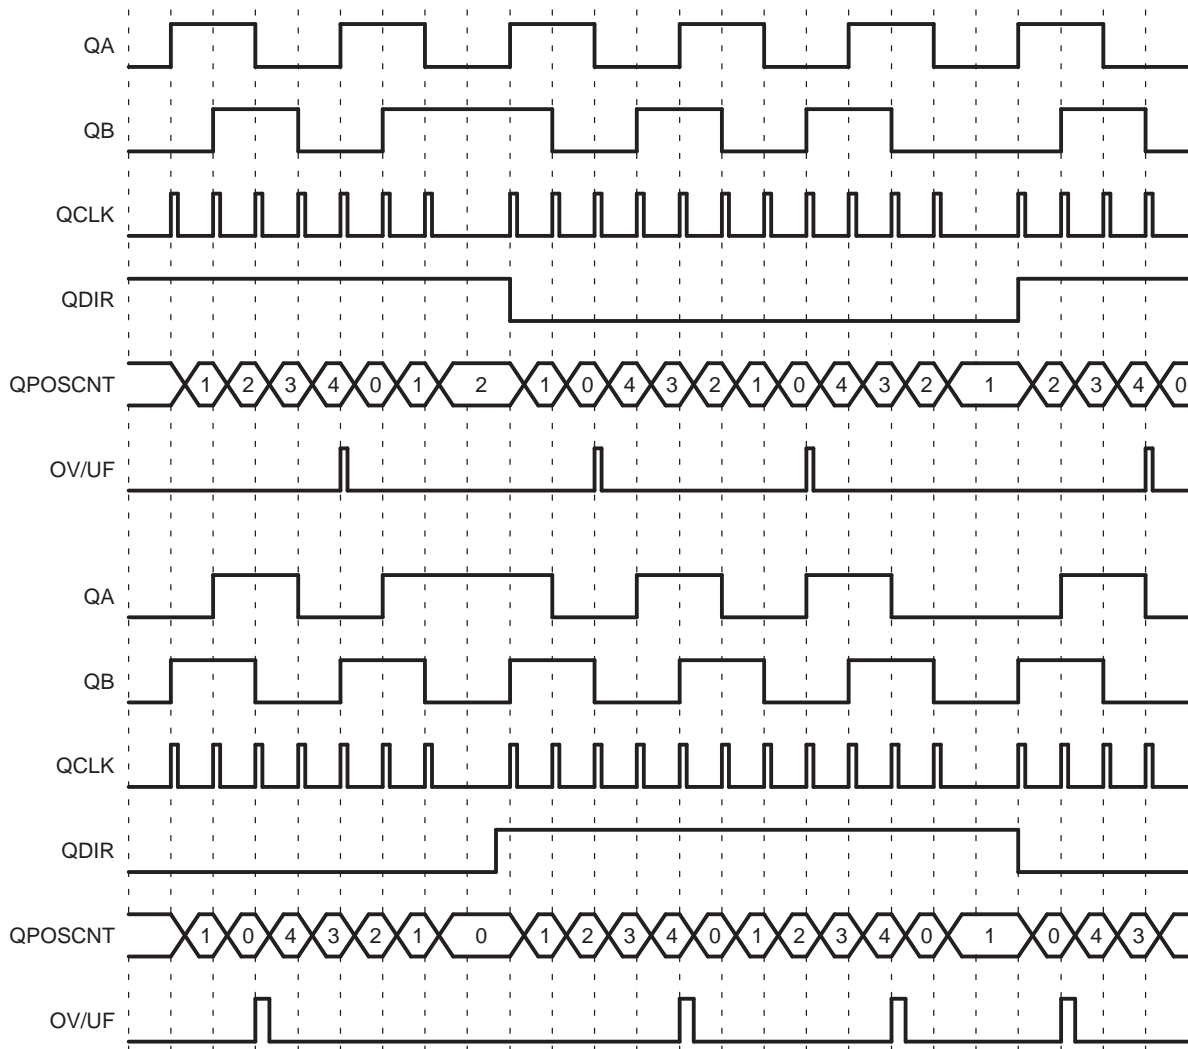 QA
QB
QCLK
QDIR
QPOSCNT 1 2 3 4 0 1 2 1 0 4 3 2 1 0 4 3 2 1 2 3 4 0
OV/UF
QA
QB
QCLK
QDIR
QPOSCNT 1 0 4 3 2 1 0 1 2 3 4 0 1 2 3 4 0 1 0 4 3
OV/UF